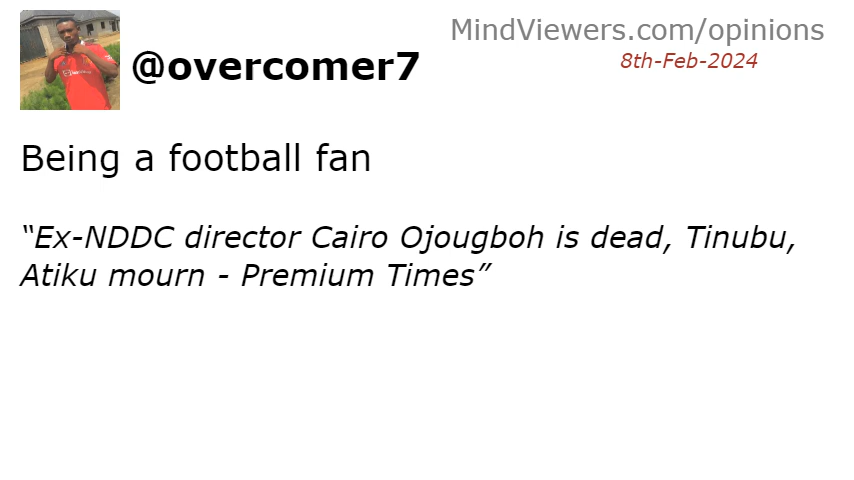 MindViewers.com/opinions
8th-Feb-2024
@overcomer7
Being a football fan
“Ex-NDDC director Cairo Ojougboh is dead, Tinubu,
Atiku mourn - Premium Times”